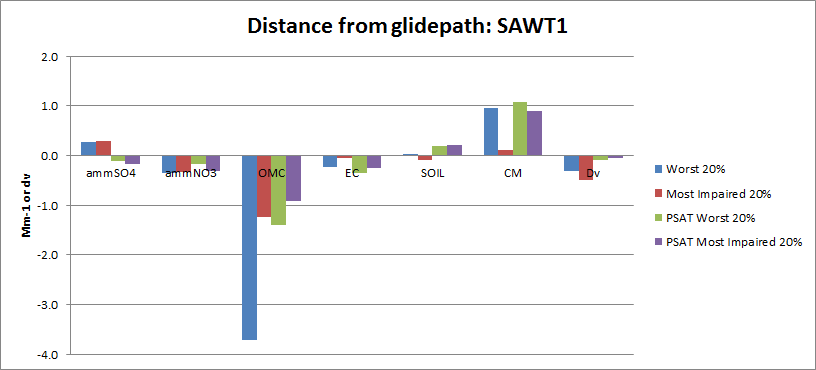 Distance from glidepath: SAWT1
2.0
1.0
0.0
-1.0
-2.0
-3.0
-4.0
Mm-1 or dv
ammSO4 ammNO3 OMC EC SOIL CM Dv
Worst 20%
Most Impaired 20%
PSAT Worst 20%
PSAT Most Impaired 20%